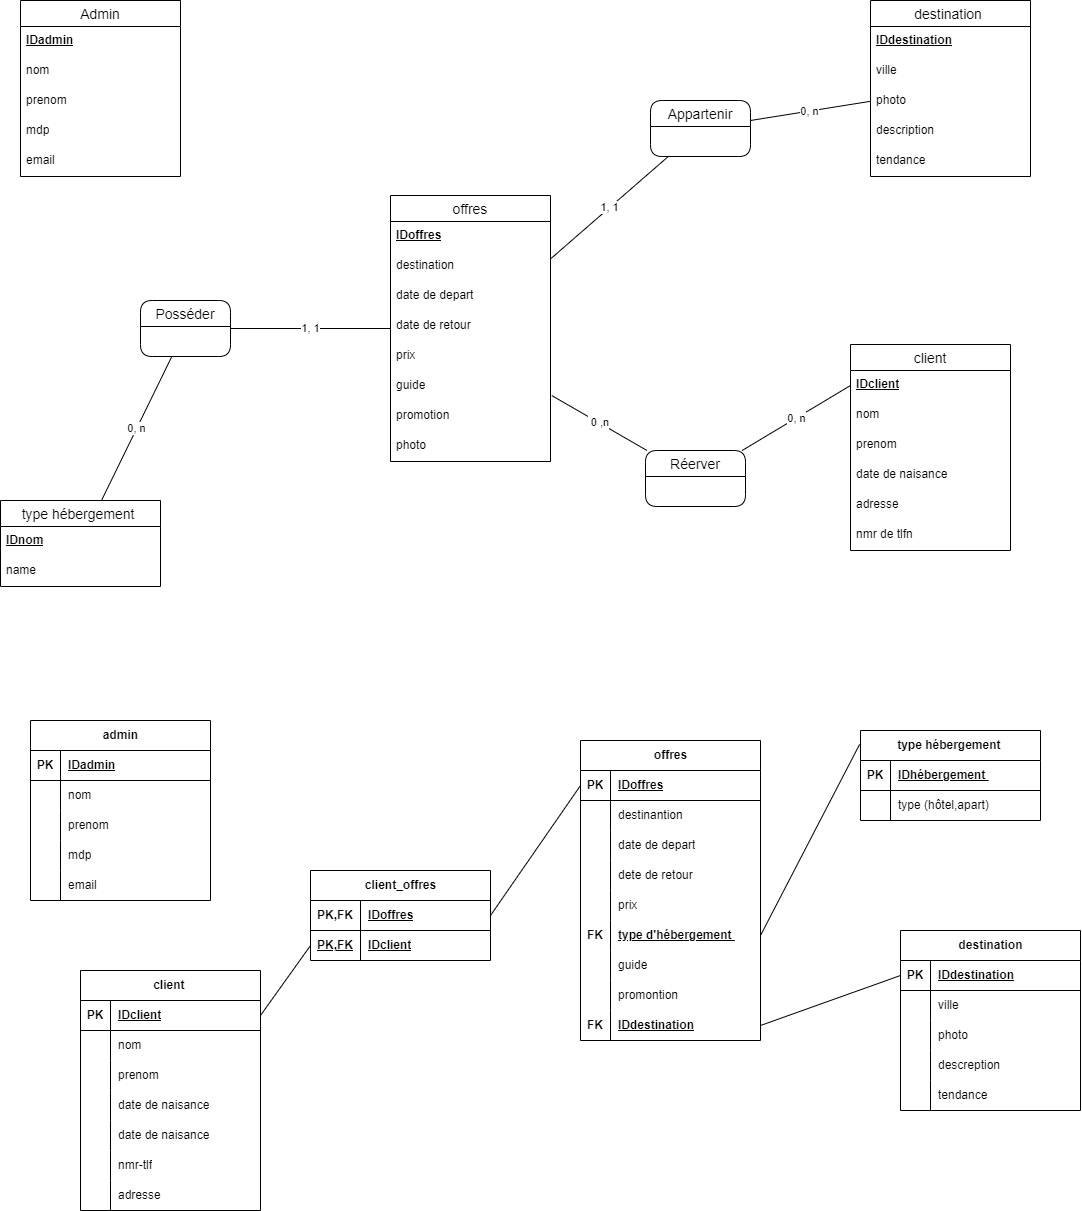 Admin
IDadmin
nom
prenom
mdp
email
destination
IDdestination
ville
photo
description
tendance
Appartenir
0, n
1, 1
offres
IDoffres
destination
date de depart
date de retour
prix
guide
promotion
photo
Posséder
1, 1
0, n
type hébergement
IDnom
name
0 ,n
Réerver
0, n
client
IDclient
nom
prenom
date de naisance
adresse
nmr de tlfn
admin
PK IDadmin
nom
prenom
mdp
email
client
PK IDclient
nom
prenom
date de naisance
date de naisance
nmr-tlf
adresse
client_offres
PK,FK IDoffres
PK,FK IDclient
offres
PK IDoffres
destinantion
date de depart
dete de retour
prix
FK type d'hébergement
guide
promontion
FK IDdestination
type hébergement
PK IDhébergement
type (hôtel,apart)
destination
PK IDdestination
ville
photo
descreption
tendance